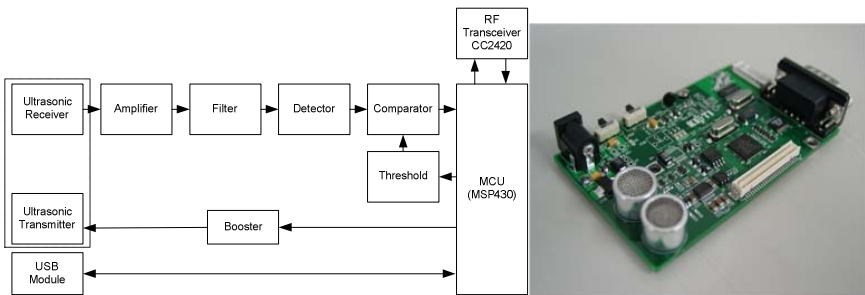 RF
Transceiver
CC2420
Ultrasonic
Receiver
Amplifier
Filter
Detector
Comparator
Threshold
MCU
(MSP430)
Ultrasonic
Transmitter
Booster
USB
Module